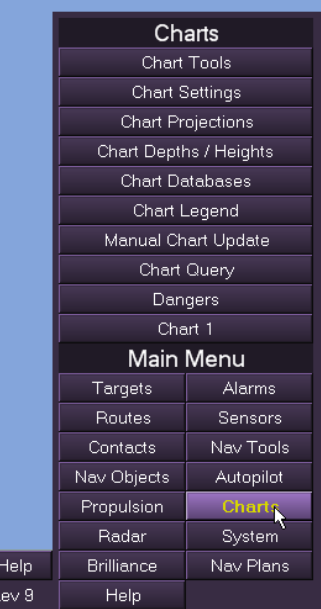 Charts
Chart Tools
Chart Settings
Chart Projections
Chart Depths / Heights
Chart Databases
Chart Legend
Manual Chart Update
Chart Query
Dangers
Chart 1
Main Menu
Targets Alarms
Routes Sensors
Contacts Nav Tools
Nav Objects Autopilot
Propulsion Charts
Radar System
Help Brilliance Nav Plans
ev 9 Help